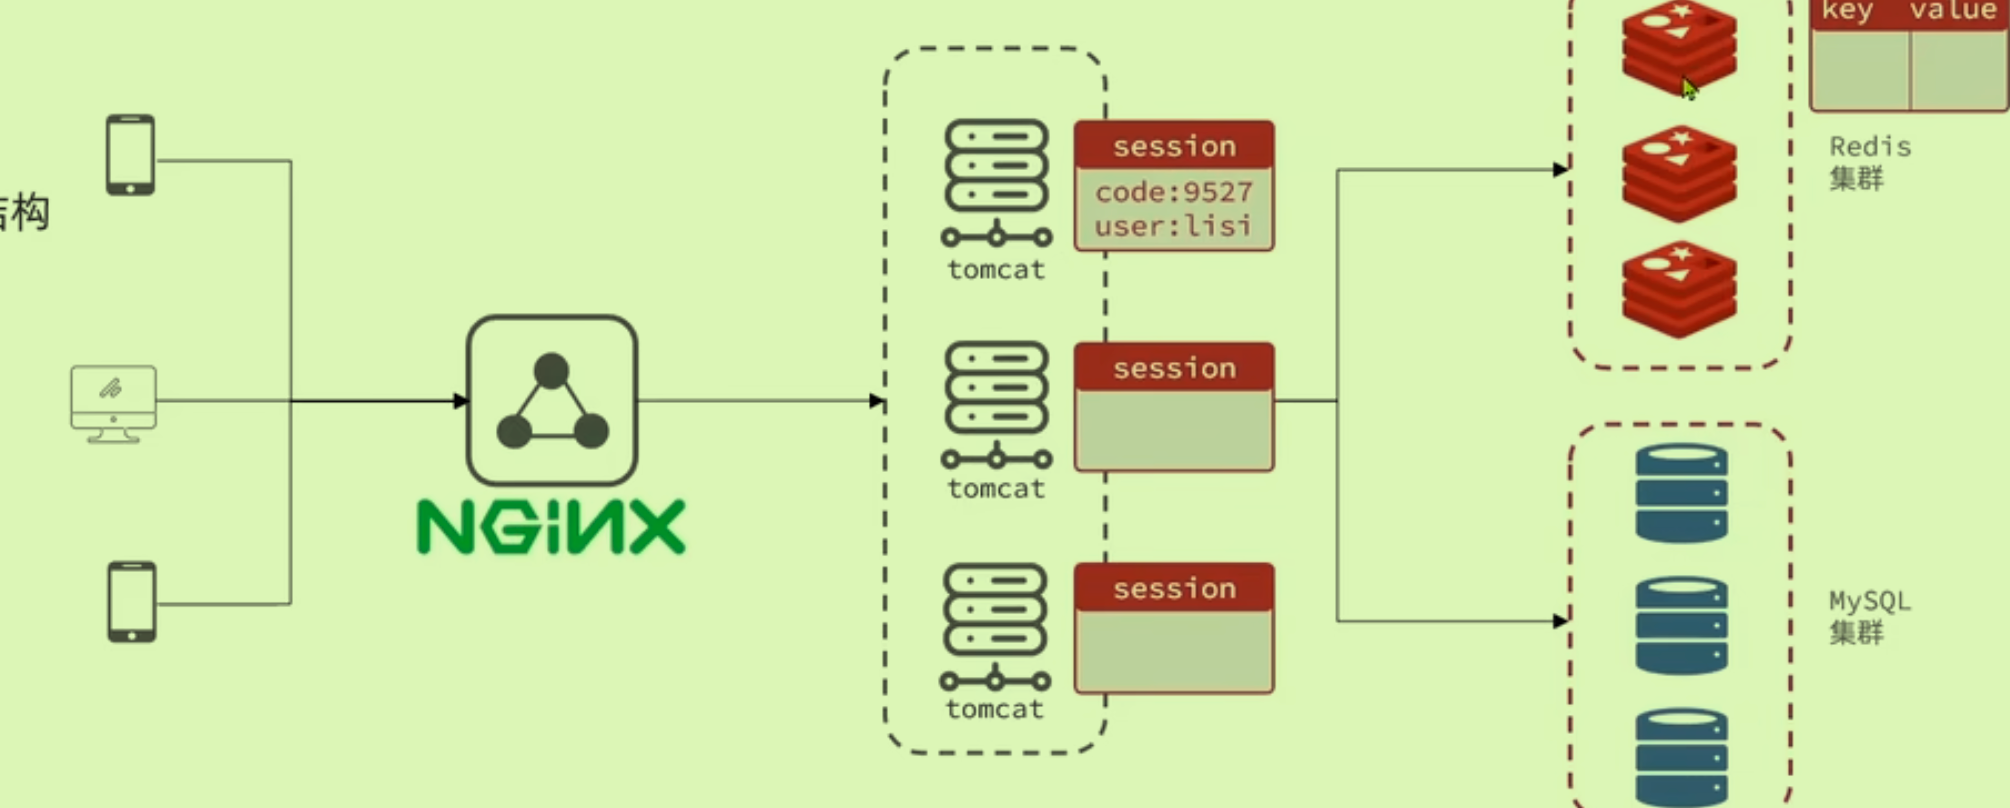 key value
Redis
集群
session
code:9527
user:lisi
tomcat
结构
session
tomcat
NGINX
session
tomcat
MySQL
集群